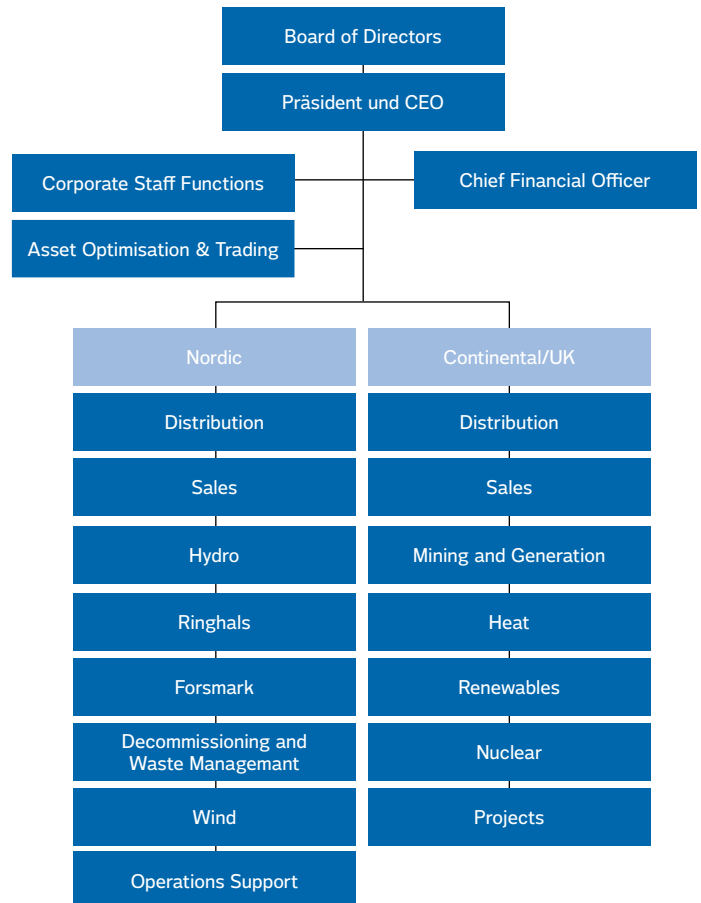 Board of Directors
Präsident und CEO
Corporate Staff Functions
Chief Financial Officer
Asset Optimisation & Trading
Nordic
Continental/UK
Distribution
Distribution
Sales
Sales
Hydro
Mining and Generation
Ringhals
Heat
Forsmark
Renewables
Decommissioning and
Waste Managemant
Nuclear
Wind
Projects
Operations Support